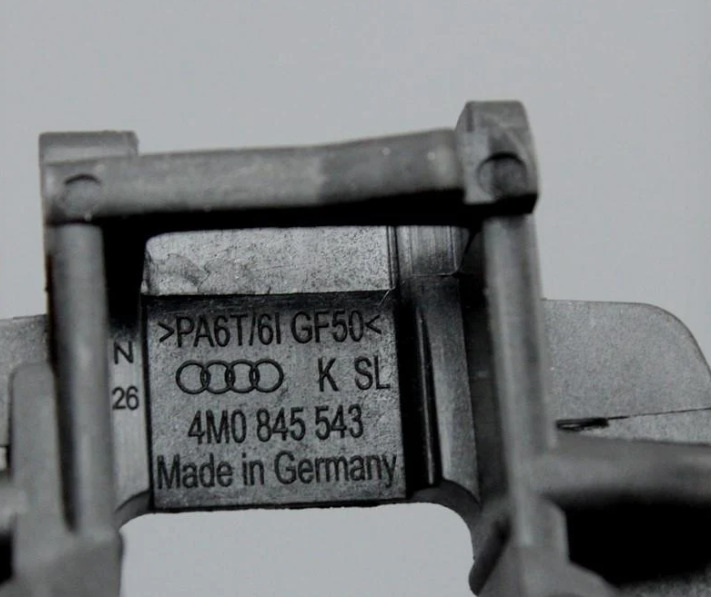 >PA6T/6I GF50<
K SL
4M0 845 543
Made in Germany
N
26